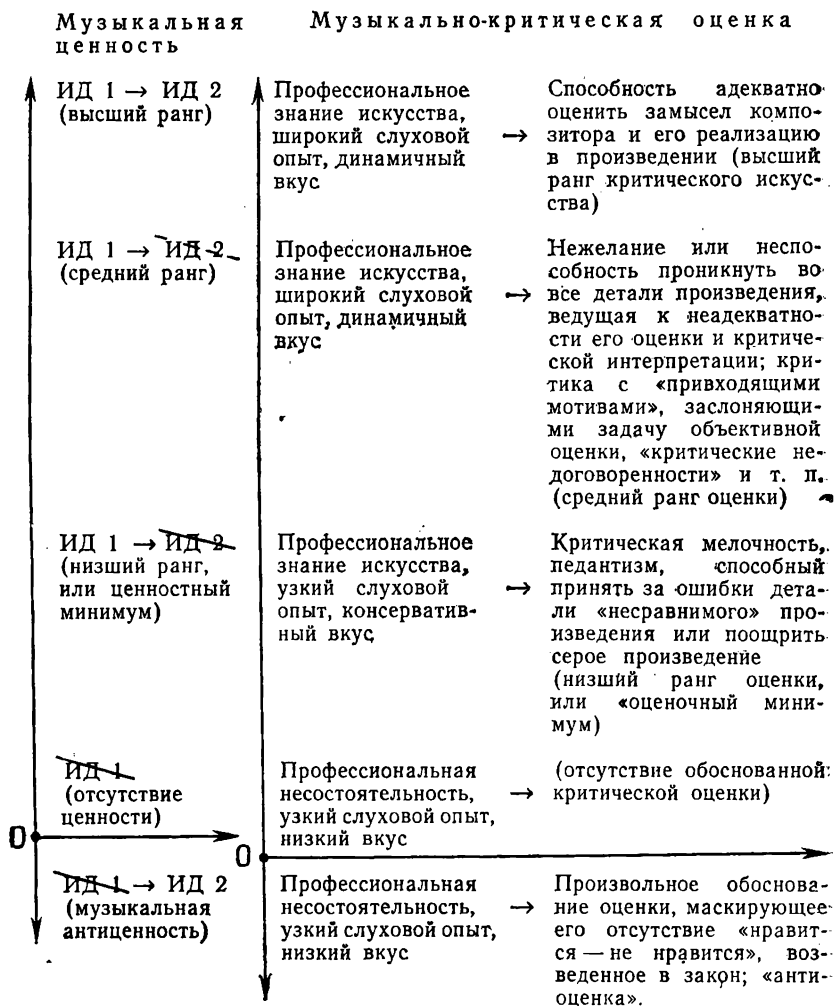 Музыкальная
ценность
Музыкально-критическая оценка
ИД 1 → ИД 2
(высший ранг)
Профессиональное
знание искусства,
широкий слуховой
опыт, динамичный
вкус
→
Способность адекватно
оценить замысел компо-
зитора и его реализацию
в произведении (высший
ранг критического искус-
ства)
ИД 1 → ИД 2
(средний ранг)
Профессиональное
знание искусства,
широкий слуховой
опыт, динамичный
вкус
→
Нежелание или неспо-
собность проникнуть во
все детали произведения,
ведущая к неадекватно-
сти его оценки и критиче-
ской интерпретации; кри-
тика с «привходящими
мотивами», заслоняющи-
ми задачу объективной
оценки, «критические не-
договоренности» и т. п.
(средний ранг оценки)
ИД 1 → ИД 2
(низший ранг,
или ценностный
минимум)
Профессиональное
знание искусства,
узкий слуховой
опыт, консерватив-
ный вкус
→
Критическая мелочность,
педантизм, способный
принять за ошибки дета-
ли «несравнимого» про-
изведения или поощрить
серое произведение
(низший ранг оценки,
или «оценочный мини-
мум)
ИД 1
(отсутствие
ценности)
Профессиональная
несостоятельность,
узкий слуховой опыт,
низкий вкус
→
(отсутствие обоснованной
критической оценки)
0
0
ИД 1 → ИД 2
(музыкальная
антиценность)
Профессиональная
несостоятельность,
узкий слуховой опыт,
низкий вкус
→
Произвольное обоснова-
ние оценки, маскирующее
его отсутствие «нравит-
ся — не нравится», воз-
веденное в закон; «анти-
оценка».